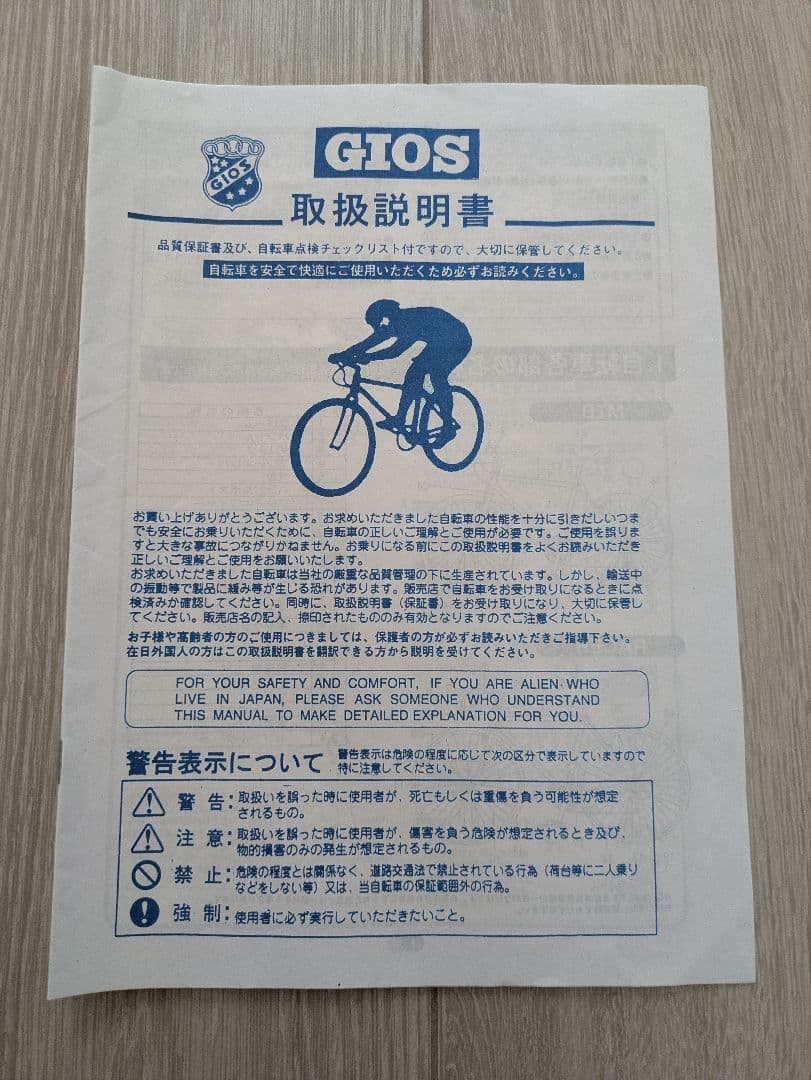 GIOS
GIOS
取扱説明書
品質保証書及び、自転車点検チェックリスト付ですので、大切に保管してください。
自転車を安全で快適にご使用いただくため必ずお読みください。
お買い上げありがとうございます。お求めいただきました自転車の性能を十分に引きだしいつま
でも安全にお乗りいただくために、自転車の正しいご理解とご使用が必要です。ご使用を誤りま
すと大きな事故につながりかねません。お乗りになる前にこの取扱説明書をよくお読みいただき
正しいご理解とご使用をお願いいたします。
お求めいただきました自転車は当社の厳重な品質管理の下に生産されています。しかし、輸送中
の振動等で製品に緩み等が生じる恐れがあります。販売店で自転車をお受け取りになるときに点
検済みか確認してください。同時に、取扱説明書（保証書）をお受け取りになり、大切に保管し
てください。販売店名の記入、捺印されたもののみ有効となりますのでご注意ください。
お子様や高齢者の方のご使用につきましては、保護者の方が必ずお読みいただきご指導下さい。
在日外国人の方はこの取扱説明書を翻訳できる方から説明を受けてください。
FOR YOUR SAFETY AND COMFORT, IF YOU ARE ALIEN WHO
LIVE IN JAPAN, PLEASE ASK SOMEONE WHO UNDERSTAND
THIS MANUAL TO MAKE DETAILED EXPLANATION FOR YOU.
警告表示について 警告表示は危険の程度に応じて次の区分で表示していますので
特に注意してください。
警告：取扱いを誤った時に使用者が、死亡もしくは重傷を負う可能性が想定
されるもの。
注意：取扱いを誤った時に使用者が、傷害を負う危険が想定されるとき及び、
物的損害のみの発生が想定されるもの。
禁止：危険の程度とは関係なく、道路交通法で禁止されている行為（荷台等に二人乗り
などをしない等）又は、当自転車の保証範囲外の行為。
強制：使用者に必ず実行していただきたいこと。